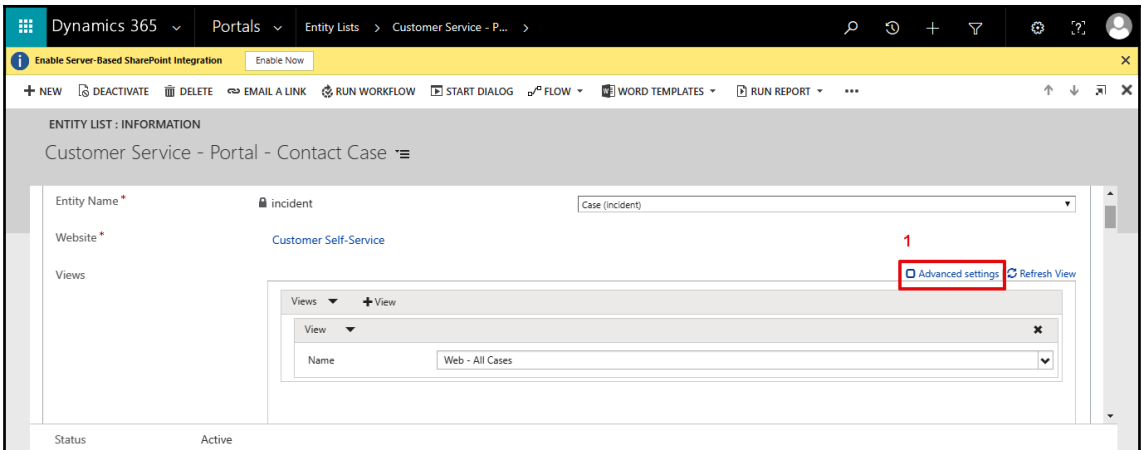 Dynamics 365 Portals Entity Lists > Customer Service - P... >
Enable Server-Based SharePoint Integration Enable Now
NEW DEACTIVATE DELETE EMAIL A LINK RUN WORKFLOW START DIALOG FLOW WORD TEMPLATES RUN REPORT ...
ENTITY LIST : INFORMATION
Customer Service - Portal - Contact Case
Entity Name * incident Case (incident)
Website * Customer Self-Service
1
Views Advanced settings Refresh View
Views +View
View
Name Web - All Cases
Status Active